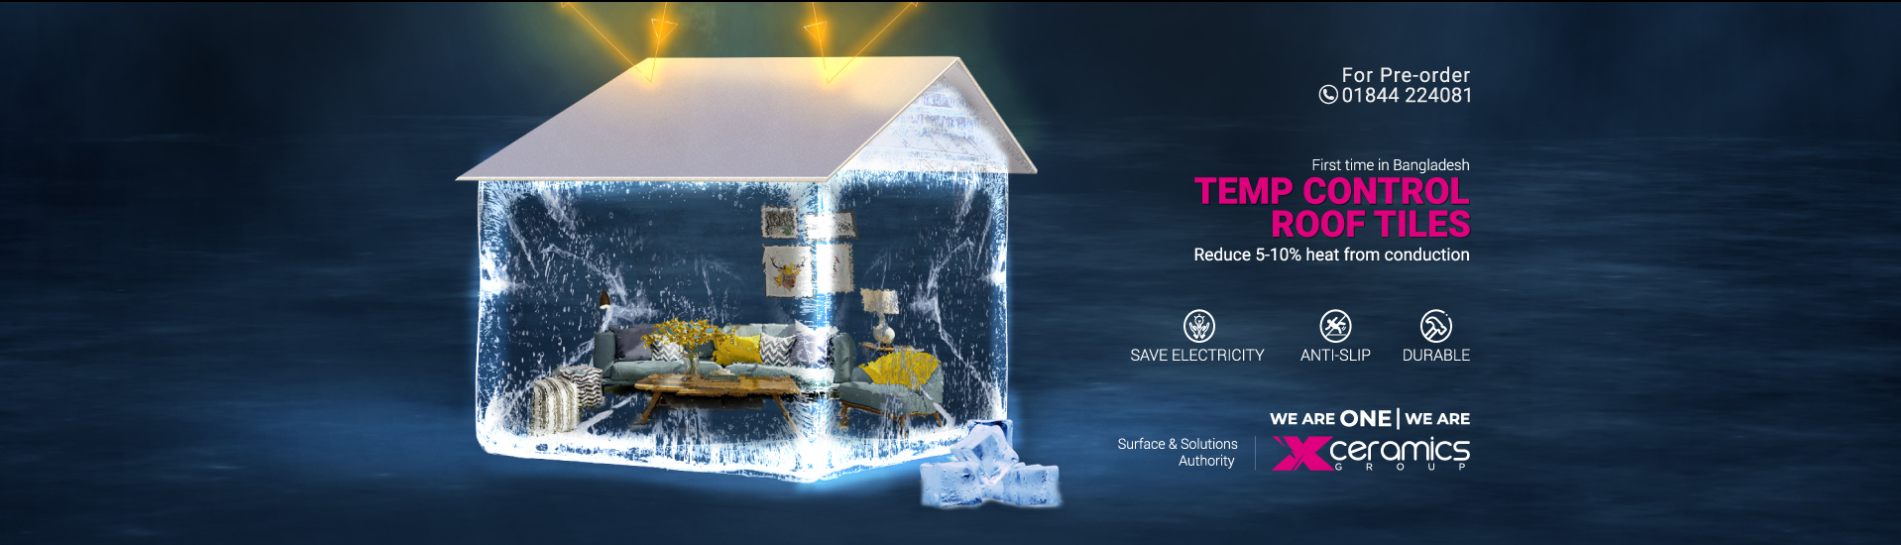 For Pre-order
01844 224081
First time in Bangladesh
TEMP CONTROL
ROOF TILES
Reduce 5-10% heat from conduction
SAVE ELECTRICITY ANTI-SLIP DURABLE
WE ARE ONE | WE ARE
Surface & Solutions
Authority
X ceramics
GROUP